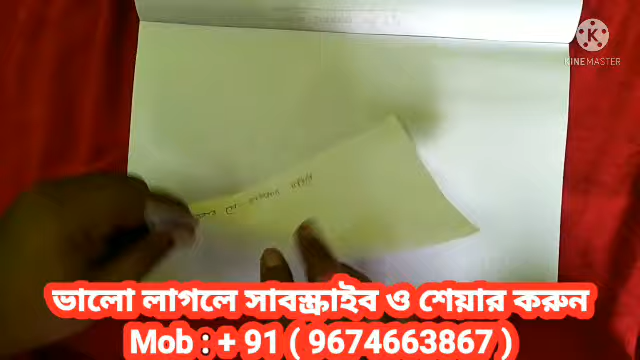 KINEMASTER
ভালো লাগলে সাবস্ক্রাইব ও শেয়ার করুন
Mob : + 91 ( 9674663867 )